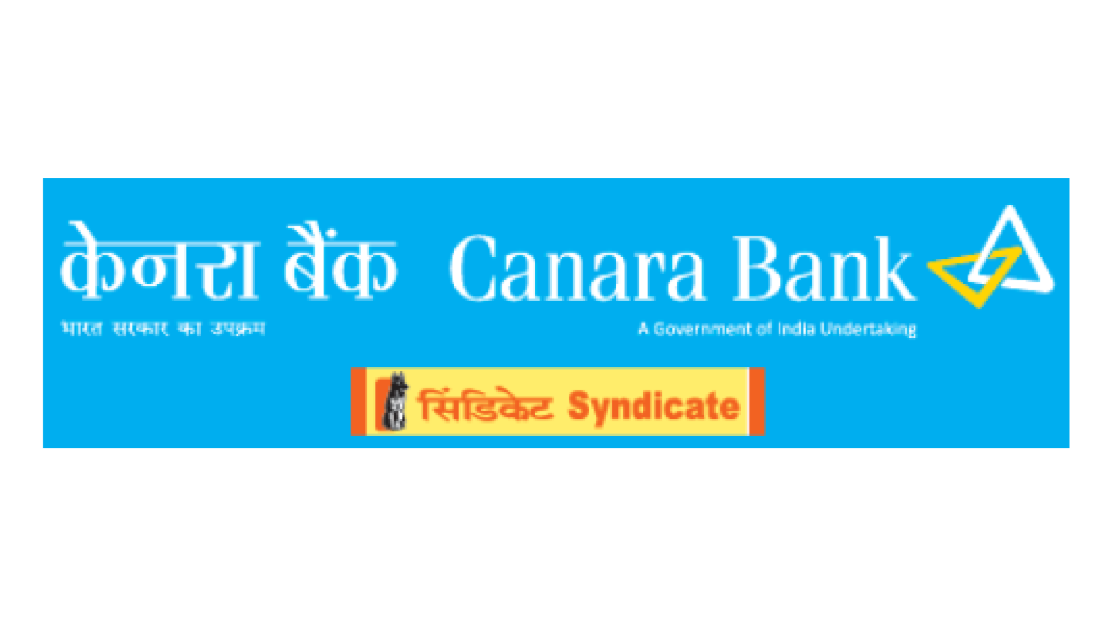 केनरा बैंक Canara Bank
भारत सरकार का उपक्रम A Government of India Undertaking
सिंडिकेट Syndicate